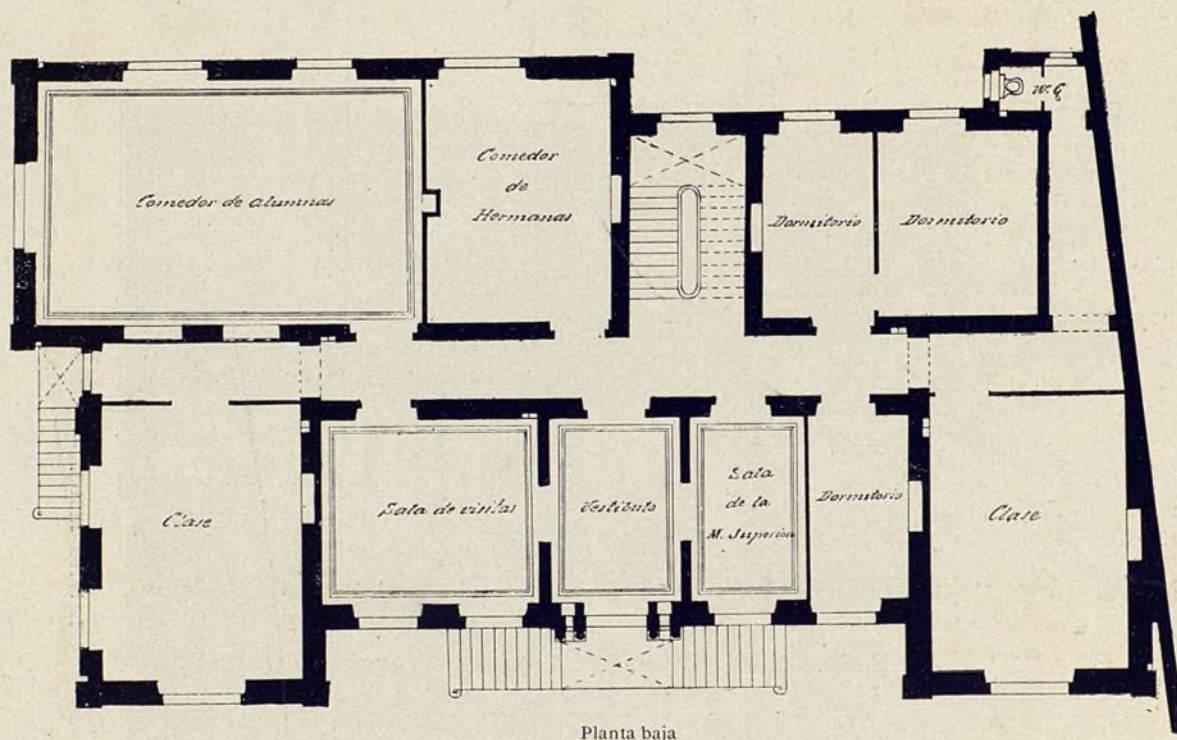 W.C
Comedor de alumnas
Comedor
de
Hermanas
Dormitorio
Dormitorio
Clase
Sala de visitas
Vestíbulo
Sala
de la
M. Superiora
Dormitorio
Clase
Planta baja